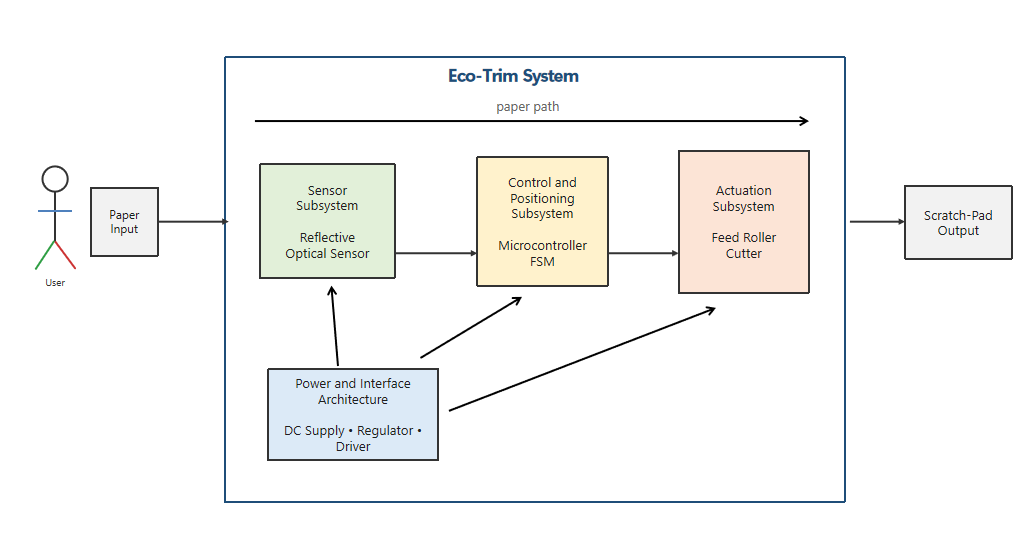 Eco-Trim System
paper path
User
Paper
Input
Sensor
Subsystem
Reflective
Optical Sensor
Control and
Positioning
Subsystem
Microcontroller
FSM
Actuation
Subsystem
Feed Roller
Cutter
Scratch-Pad
Output
Power and Interface
Architecture
DC Supply • Regulator •
Driver